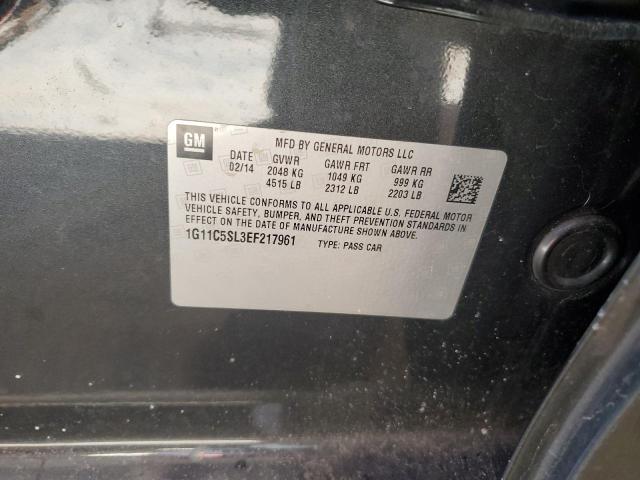 GM
MFD BY GENERAL MOTORS LLC
DATE GVWR GAWR FRT GAWR RR
02/14 2048 KG 1049 KG 999 KG
4515 LB 2312 LB 2203 LB
THIS VEHICLE CONFORMS TO ALL APPLICABLE U.S. FEDERAL MOTOR
VEHICLE SAFETY, BUMPER, AND THEFT PREVENTION STANDARDS IN
EFFECT ON THE DATE OF MANUFACTURE SHOWN ABOVE.
1G11C5SL3EF217961 TYPE: PASS CAR